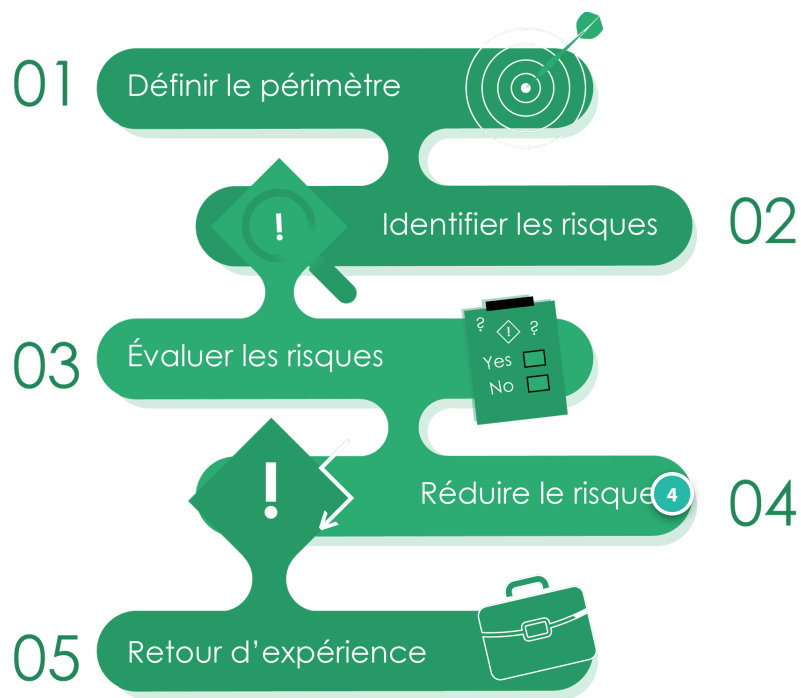 01
Définir le périmètre
!
Identifier les risques
02
03
Évaluer les risques
? ! ?
Yes
No
!
Réduire le risque
4
04
05
Retour d’expérience